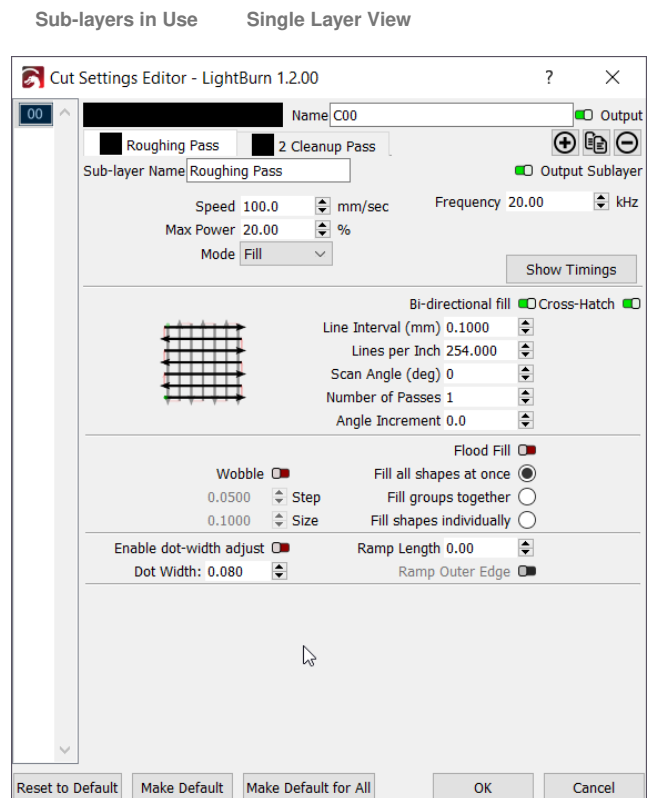 Sub-layers in Use Single Layer View
Cut Settings Editor - LightBurn 1.2.00 ?
00 Name C00 Output
Roughing Pass 2 Cleanup Pass
Sub-layer Name Roughing Pass Output Sublayer
Speed 100.0 mm/sec Frequency 20.00 kHz
Max Power 20.00 %
Mode Fill
Show Timings
Bi-directional fill Cross-Hatch
Line Interval (mm) 0.1000
Lines per Inch 254.000
Scan Angle (deg) 0
Number of Passes 1
Angle Increment 0.0
Flood Fill
Wobble Fill all shapes at once
0.0500 Step Fill groups together
0.1000 Size Fill shapes individually
Enable dot-width adjust Ramp Length 0.00
Dot Width: 0.080 Ramp Outer Edge
Reset to Default Make Default Make Default for All OK Cancel